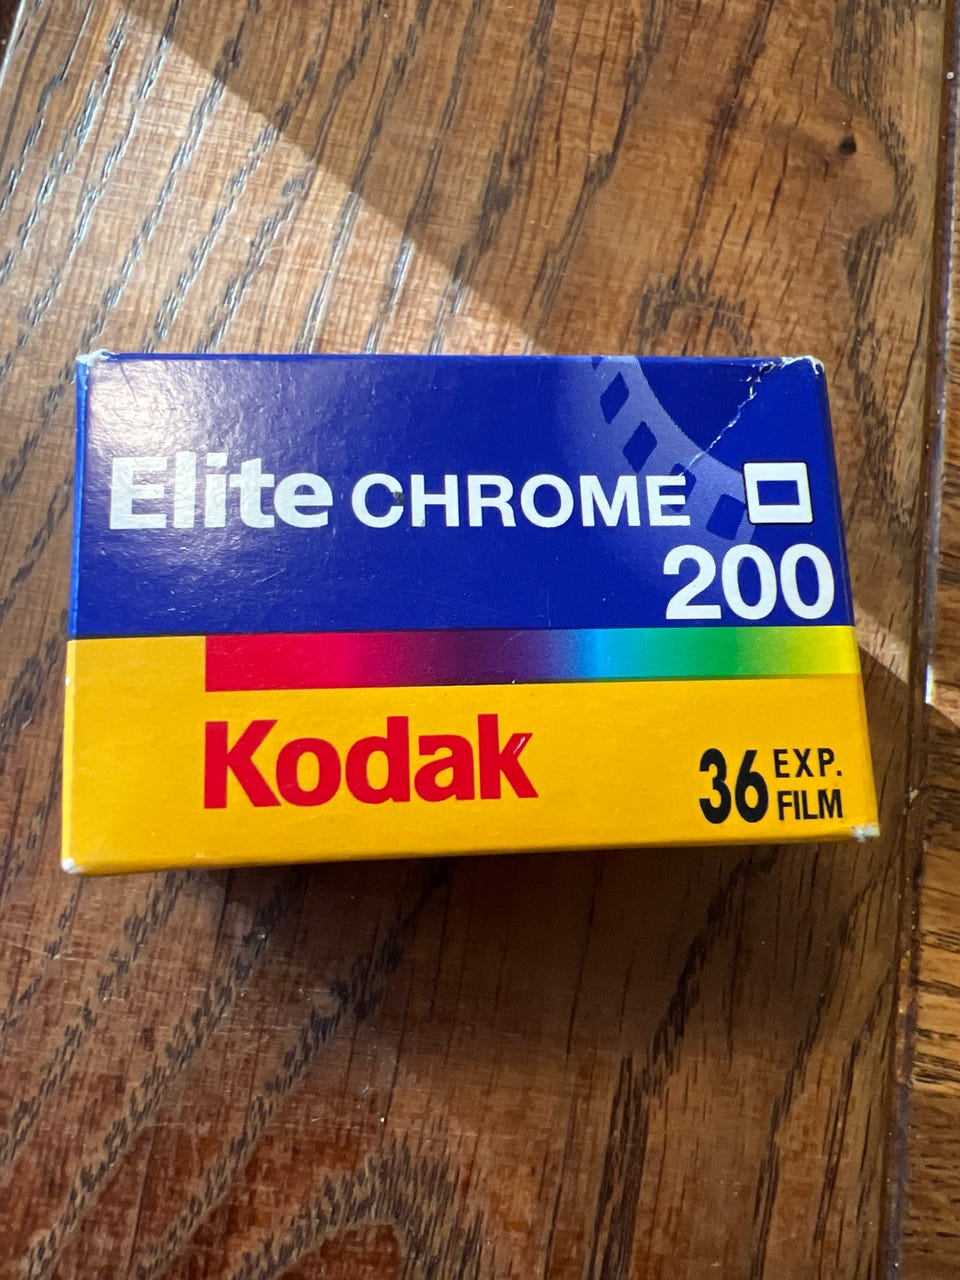 Elite CHROME
200
Kodak
36 EXP.
FILM